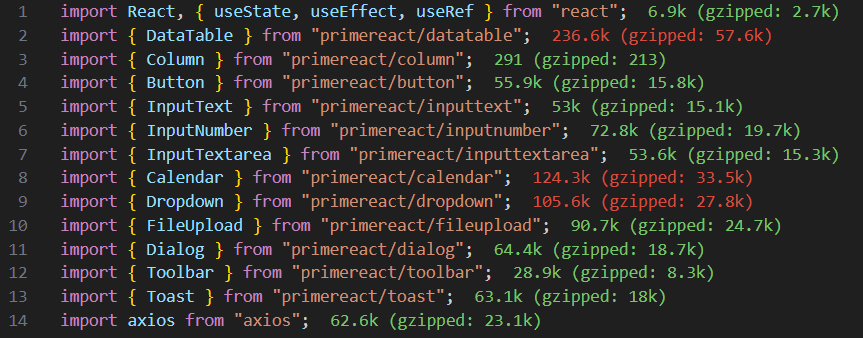 1 import React, { useState, useEffect, useRef } from "react"; 6.9k (gzipped: 2.7k)
2 import { DataTable } from "primereact/datatable"; 236.6k (gzipped: 57.6k)
3 import { Column } from "primereact/column"; 291 (gzipped: 213)
4 import { Button } from "primereact/button"; 55.9k (gzipped: 15.8k)
5 import { InputText } from "primereact/inputtext"; 53k (gzipped: 15.1k)
6 import { InputNumber } from "primereact/inputnumber"; 72.8k (gzipped: 19.7k)
7 import { InputTextarea } from "primereact/inputtextarea"; 53.6k (gzipped: 15.3k)
8 import { Calendar } from "primereact/calendar"; 124.3k (gzipped: 33.5k)
9 import { Dropdown } from "primereact/dropdown"; 105.6k (gzipped: 27.8k)
10 import { FileUpload } from "primereact/fileupload"; 90.7k (gzipped: 24.7k)
11 import { Dialog } from "primereact/dialog"; 64.4k (gzipped: 18.7k)
12 import { Toolbar } from "primereact/toolbar"; 28.9k (gzipped: 8.3k)
13 import { Toast } from "primereact/toast"; 63.1k (gzipped: 18k)
14 import axios from "axios"; 62.6k (gzipped: 23.1k)